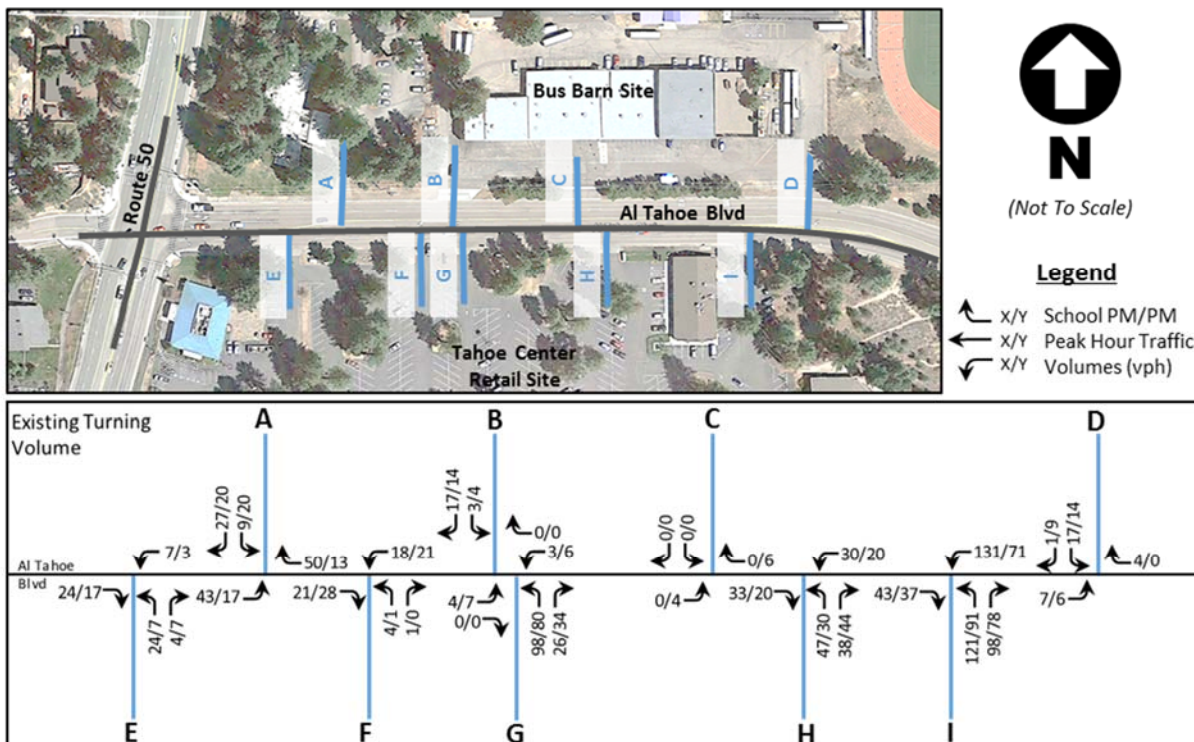 Bus Barn Site
Route 50
A
B
C
D
Al Tahoe Blvd
E
F
G
H
I
Tahoe Center
Retail Site
N
(Not To Scale)
Legend
X/Y School PM/PM
X/Y Peak Hour Traffic
X/Y Volumes (vph)
Existing Turning
Volume
A
B
C
D
27/20
9/20
17/14
3/4
0/0
0/0
1/9
17/14
7/3
50/13
18/21
0/0
3/6
0/6
30/20
131/71
4/0
Al Tahoe
Blvd
24/17
24/7
4/7
43/17
21/28
4/1
1/0
4/7
0/0
98/80
26/34
0/4
33/20
47/30
38/44
43/37
121/91
98/78
7/6
E
F
G
H
I